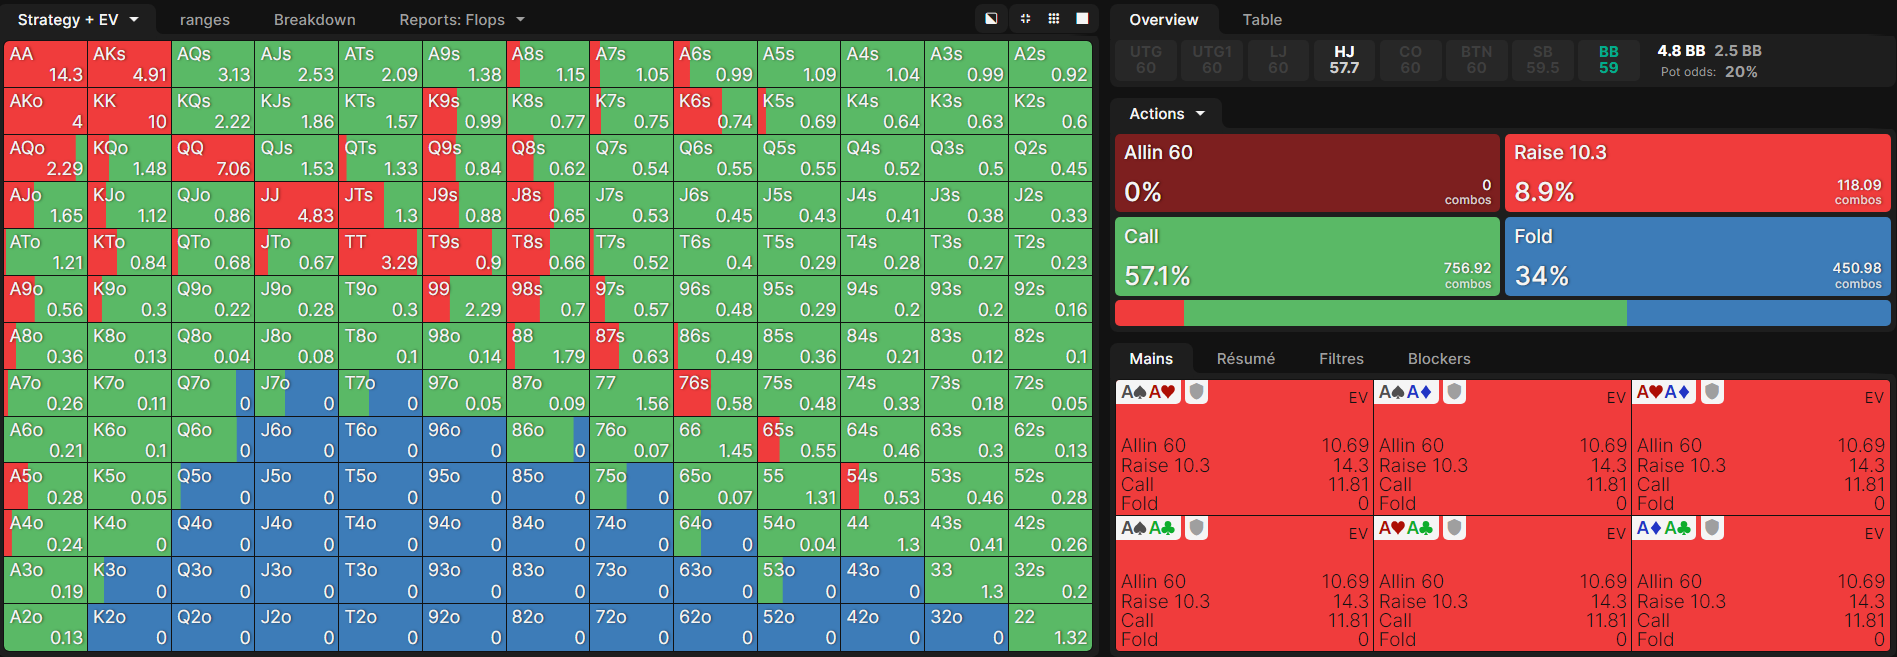 Strategy + EV ranges Breakdown Reports: Flops
AA AKs AQs AJs ATs A9s A8s A7s A6s A5s A4s A3s A2s
14.3 4.91 3.13 2.53 2.09 1.38 1.15 1.05 0.99 1.09 1.04 0.99 0.92
AKo KK KQs KJs KTs K9s K8s K7s K6s K5s K4s K3s K2s
4 10 2.22 1.86 1.57 0.99 0.77 0.75 0.74 0.69 0.64 0.63 0.6
AQo KQo QQ QJs QTs Q9s Q8s Q7s Q6s Q5s Q4s Q3s Q2s
2.29 1.48 7.06 1.53 1.33 0.84 0.62 0.54 0.55 0.55 0.52 0.5 0.45
AJo KJo QJo JJ JTs J9s J8s J7s J6s J5s J4s J3s J2s
1.65 1.12 0.86 4.83 1.3 0.88 0.65 0.53 0.45 0.43 0.41 0.38 0.33
ATo KTo QTo JTo TT T9s T8s T7s T6s T5s T4s T3s T2s
1.21 0.84 0.68 0.67 3.29 0.9 0.66 0.52 0.4 0.29 0.28 0.27 0.23
A9o K9o Q9o J9o T9o 99 98s 97s 96s 95s 94s 93s 92s
0.56 0.3 0.22 0.28 0.3 2.29 0.7 0.57 0.48 0.29 0.2 0.2 0.16
A8o K8o Q8o J8o T8o 98o 88 87s 86s 85s 84s 83s 82s
0.36 0.13 0.04 0.08 0.1 0.14 1.79 0.63 0.49 0.36 0.21 0.12 0.1
A7o K7o Q7o J7o T7o 97o 87o 77 76s 75s 74s 73s 72s
0.26 0.11 0 0 0 0.05 0.09 1.56 0.58 0.48 0.33 0.18 0.05
A6o K6o Q6o J6o T6o 96o 86o 76o 66 65s 64s 63s 62s
0.21 0.1 0 0 0 0 0 0.07 1.45 0.55 0.46 0.3 0.13
A5o K5o Q5o J5o T5o 95o 85o 75o 65o 55 54s 53s 52s
0.28 0.05 0 0 0 0 0 0 0.07 1.31 0.53 0.46 0.28
A4o K4o Q4o J4o T4o 94o 84o 74o 64o 54o 44 43s 42s
0.24 0 0 0 0 0 0 0 0 0.04 1.3 0.41 0.26
A3o K3o Q3o J3o T3o 93o 83o 73o 63o 53o 43o 33 32s
0.19 0 0 0 0 0 0 0 0 0 0 1.3 0.2
A2o K2o Q2o J2o T2o 92o 82o 72o 62o 52o 42o 32o 22
0.13 0 0 0 0 0 0 0 0 0 0 0 1.32
Overview Table
UTG UTG1 LJ HJ CO BTN SB BB 4.8 BB 2.5 BB
60 60 60 57.7 60 60 59.5 59 Pot odds: 20%
Actions
Allin 60 Raise 10.3
0% 0 combos 8.9% 118.09 combos
Call Fold
57.1% 756.92 combos 34% 450.98 combos
Mains Résumé Filtres Blockers
A♠A♥ EV A♠A♦ EV A♥A♦ EV
Allin 60 10.69 Allin 60 10.69 Allin 60 10.69
Raise 10.3 14.3 Raise 10.3 14.3 Raise 10.3 14.3
Call 11.81 Call 11.81 Call 11.81
Fold 0 Fold 0 Fold 0
A♠A♣ EV A♥A♣ EV A♦A♣ EV
Allin 60 10.69 Allin 60 10.69 Allin 60 10.69
Raise 10.3 14.3 Raise 10.3 14.3 Raise 10.3 14.3
Call 11.81 Call 11.81 Call 11.81
Fold 0 Fold 0 Fold 0